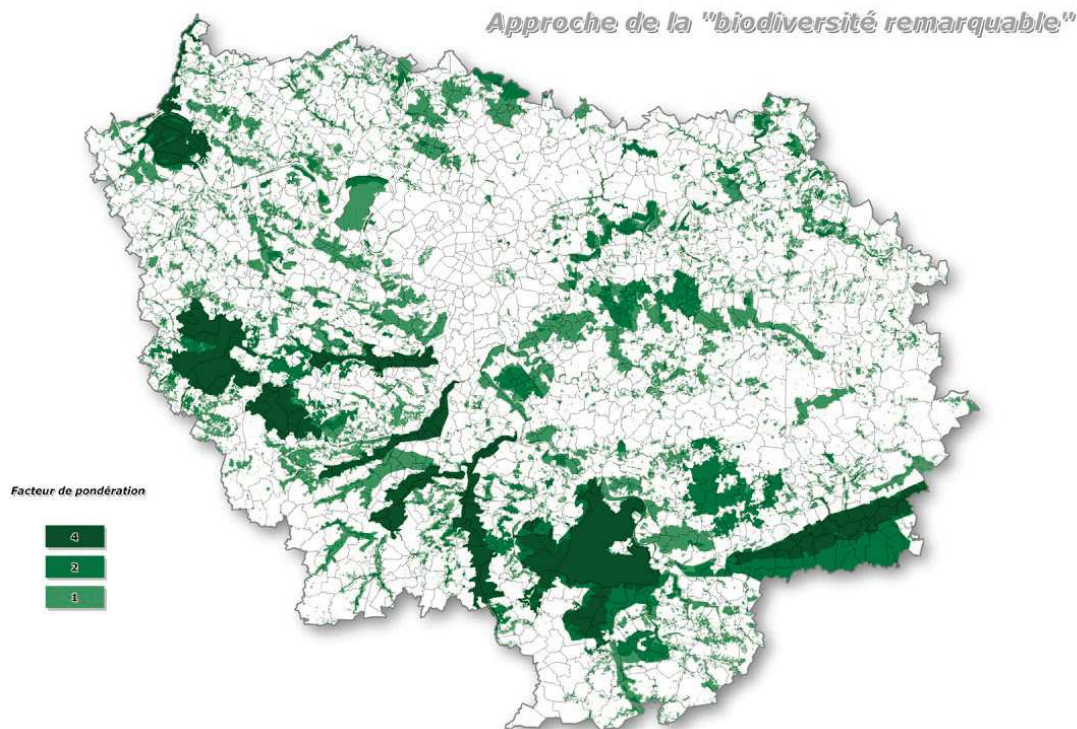 Approche de la "biodiversité remarquable"
Facteur de pondération
4
2
1